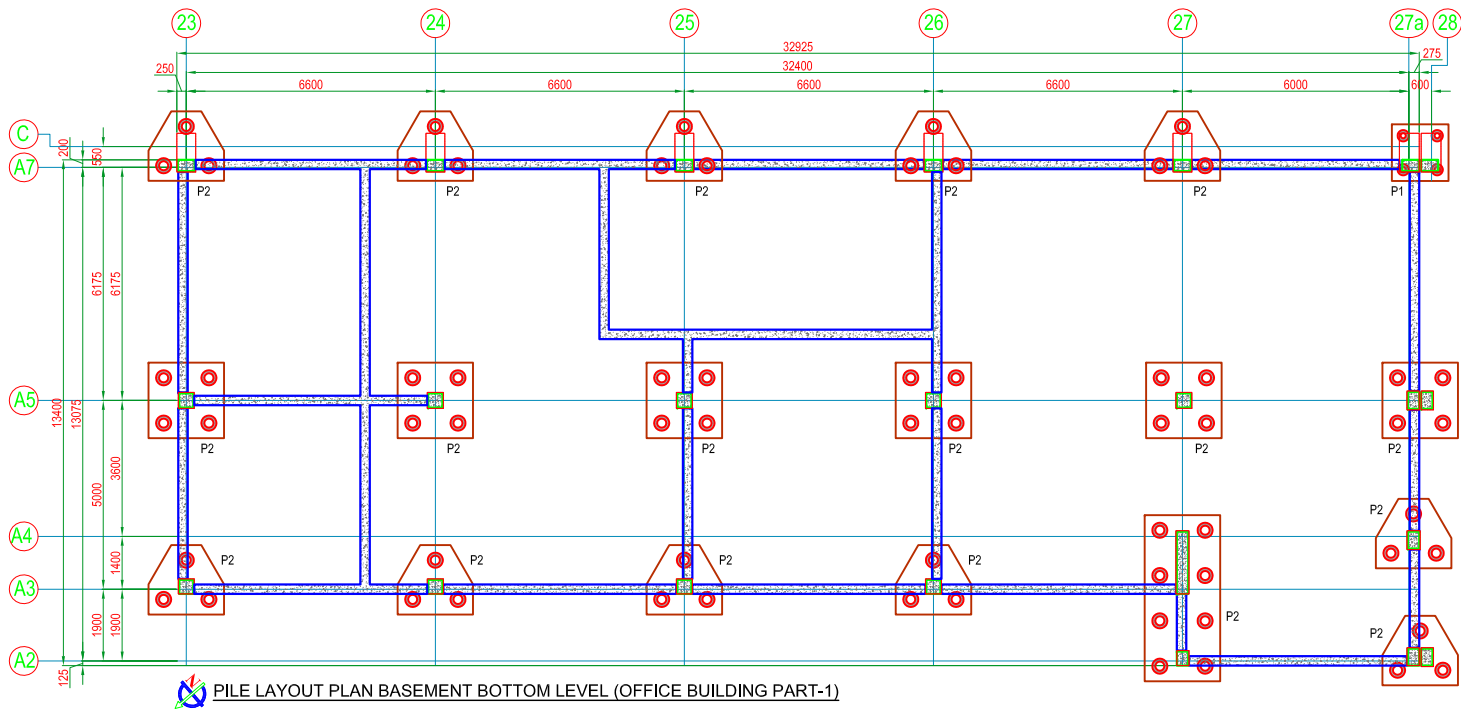 23 24 25 26 27 27a 28
32925
250 32400 275
6600 6600 6600 6600 6000 600
C
200
550
A7
P2 P2 P2 P2 P2 P1
6175 6175
A5
13400 13075
P2 P2 P2 P2 P2 P2
5000 3600
P2
A4
1400
P2 P2 P2 P2
A3
P2
1900 1900
P2
A2
125
N
PILE LAYOUT PLAN BASEMENT BOTTOM LEVEL (OFFICE BUILDING PART-1)